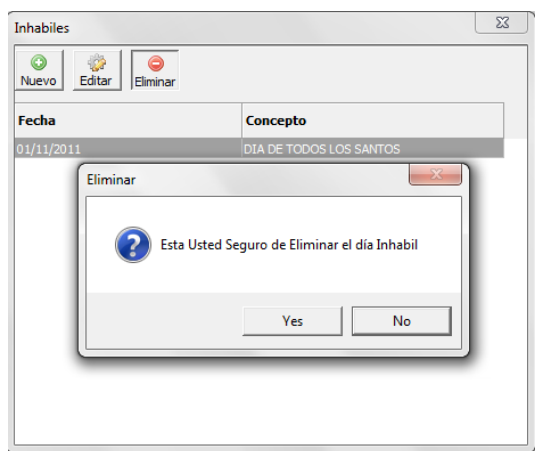 Inhabiles
Nuevo Editar Eliminar
Fecha Concepto
01/11/2011 DIA DE TODOS LOS SANTOS
Eliminar
Esta Usted Seguro de Eliminar el día Inhabil
Yes No